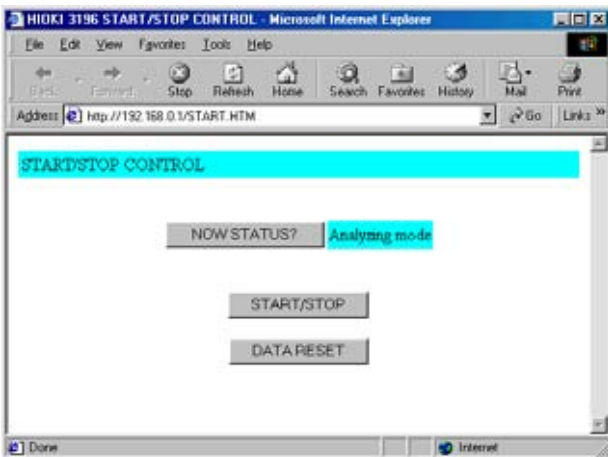 HIOKI 3196 START/STOP CONTROL - Microsoft Internet Explorer
File Edit View Favorites Tools Help
Back Forward Stop Refresh Home Search Favorites History Mail Print
Address http://192.168.0.1/START.HTM Go Links »
START/STOP CONTROL
NOW STATUS? Analyzing mode
START/STOP
DATA RESET
Done Internet